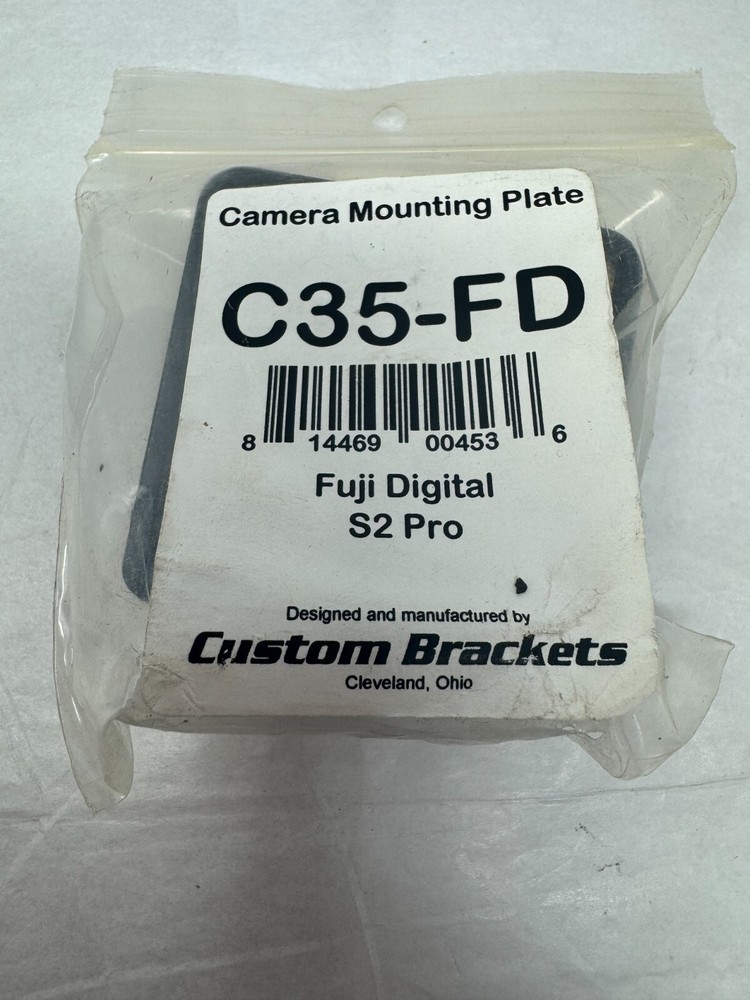 Camera Mounting Plate
C35-FD
8 14469 00453 6
Fuji Digital
S2 Pro
Designed and manufactured by
Custom Brackets
Cleveland, Ohio